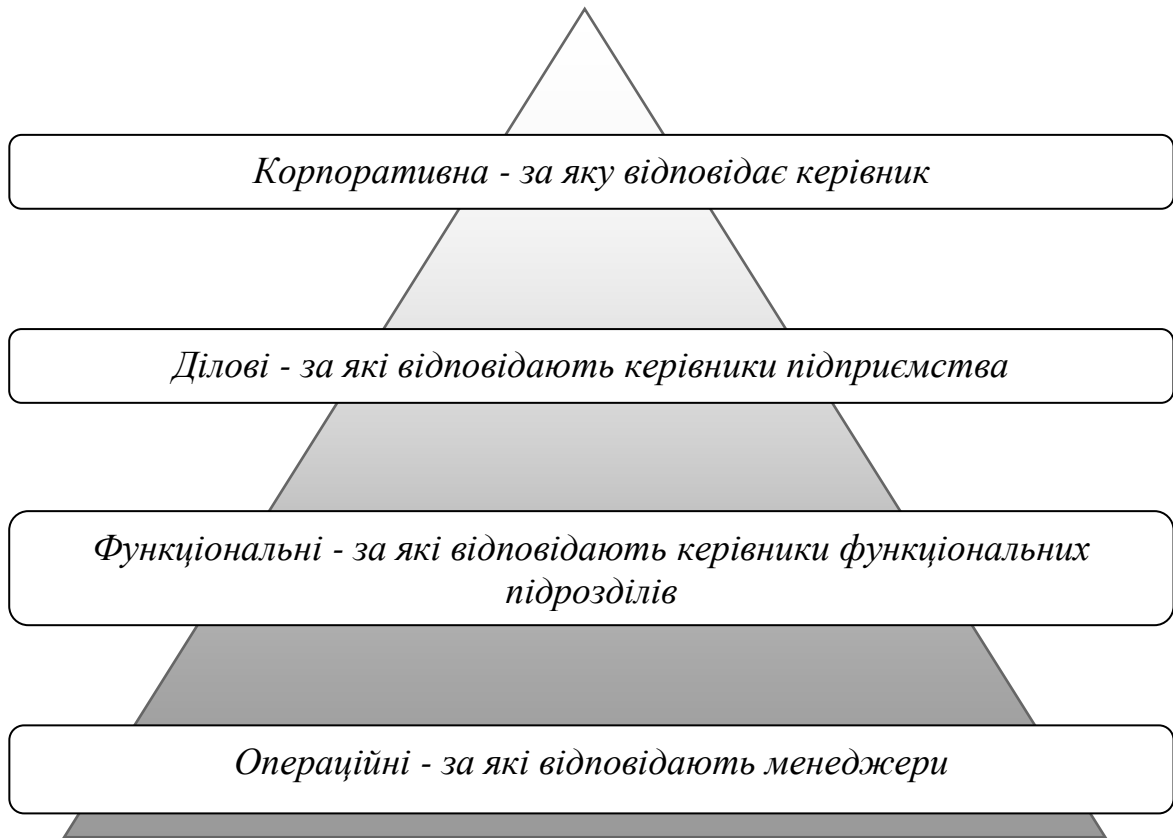 Корпоративна - за яку відповідає керівник
Ділові - за які відповідають керівники підприємства
Функціональні - за які відповідають керівники функціональних
підрозділів
Операційні - за які відповідають менеджери